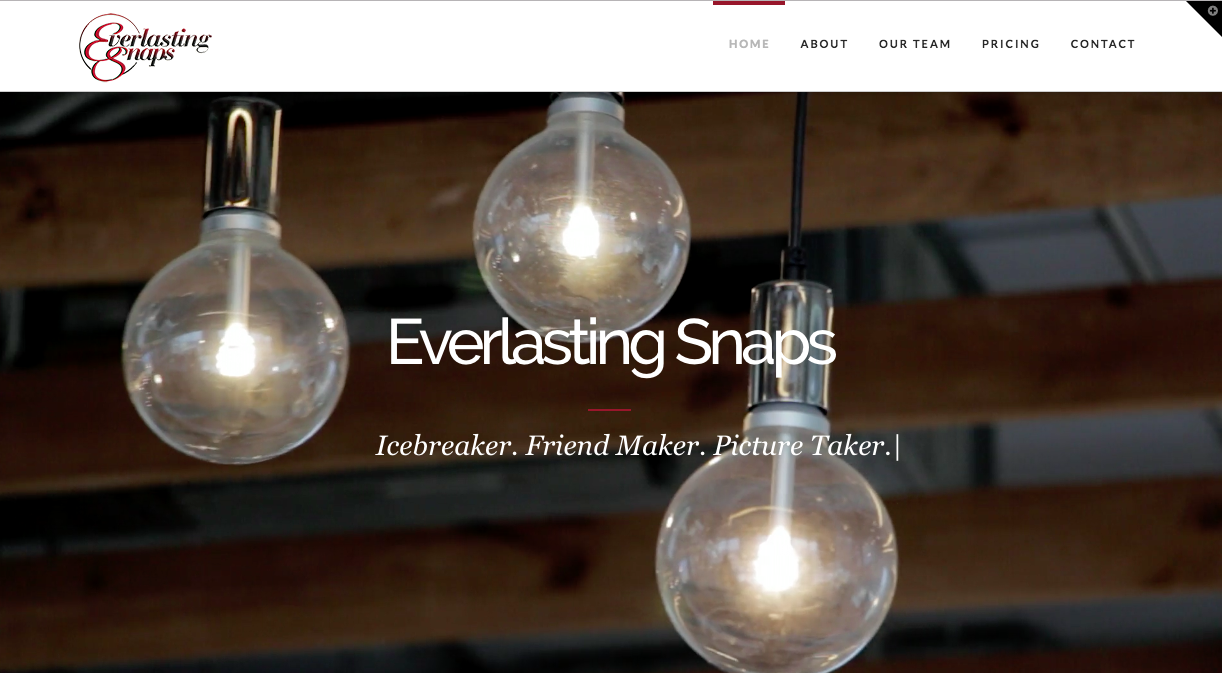 Everlasting
Snaps
HOME ABOUT OUR TEAM PRICING CONTACT
Everlasting Snaps
Icebreaker. Friend Maker. Picture Taker.|